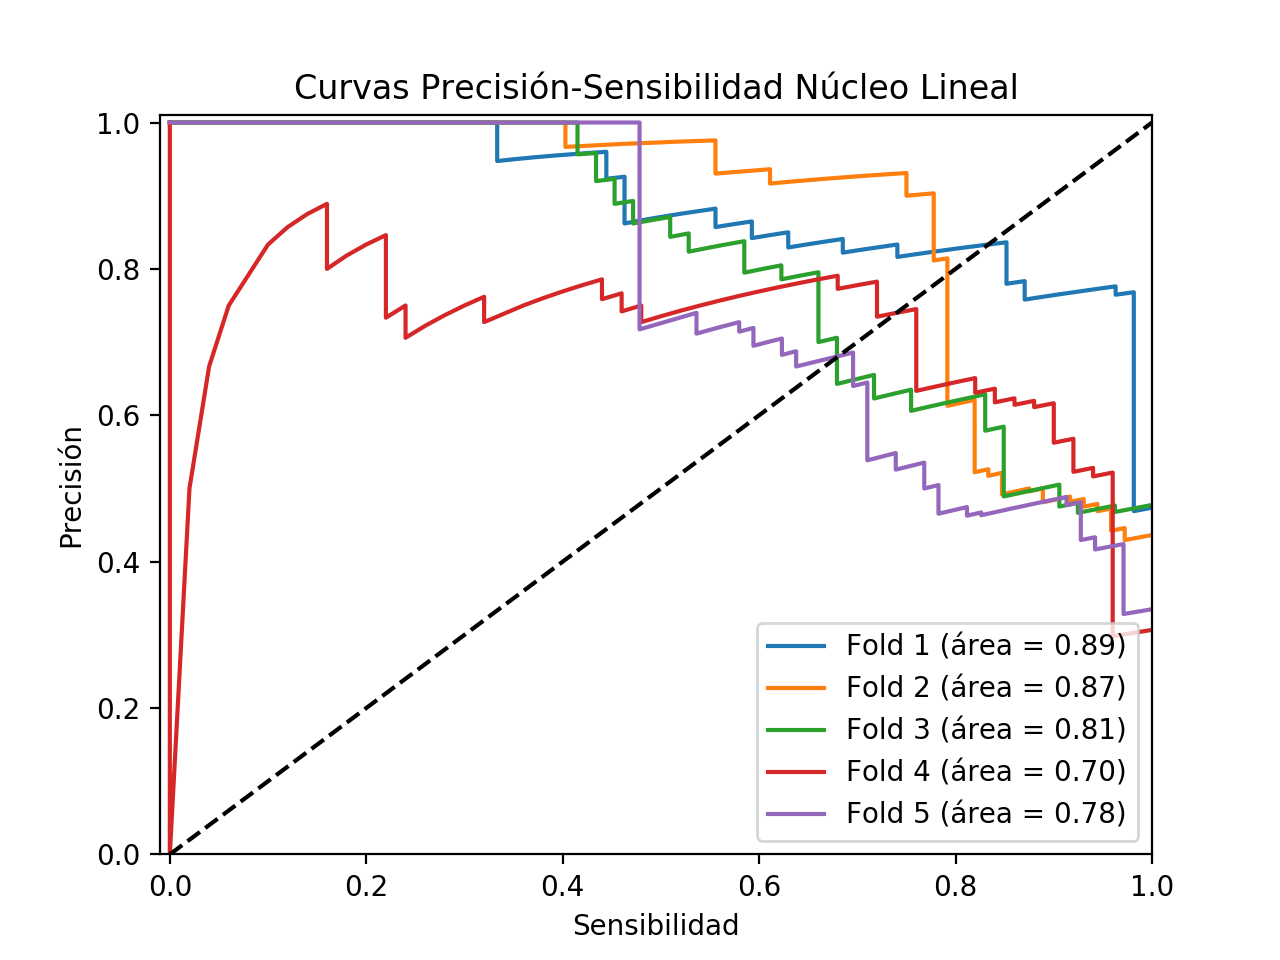 Curvas Precisión-Sensibilidad Núcleo Lineal
1.0
0.8
0.6
0.4
0.2
0.0
Precisión
0.0 0.2 0.4 0.6 0.8 1.0
Sensibilidad
Fold 1 (área = 0.89)
Fold 2 (área = 0.87)
Fold 3 (área = 0.81)
Fold 4 (área = 0.70)
Fold 5 (área = 0.78)